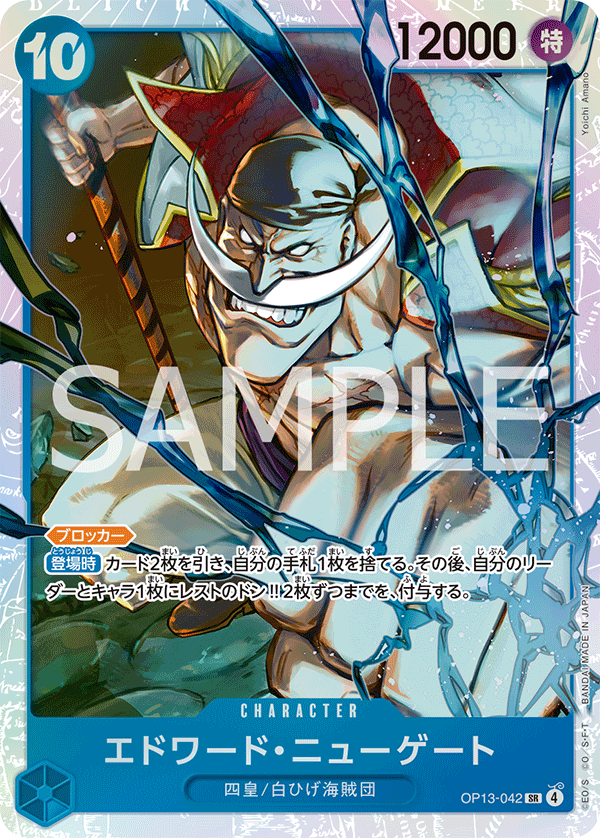 10
12000 特
Yoichi Amano
SAMPLE
ブロッカー
登場時 カード2枚を引き、自分の手札1枚を捨てる。その後、自分のリー
ダーとキャラ1枚にレストのドン!!2枚ずつまでを、付与する。
CHARACTER
エドワード・ニューゲート
四皇/白ひげ海賊団
OP13-042 SR 4
©E.O/S ©O/S・F・T BANDAI MADE IN JAPAN